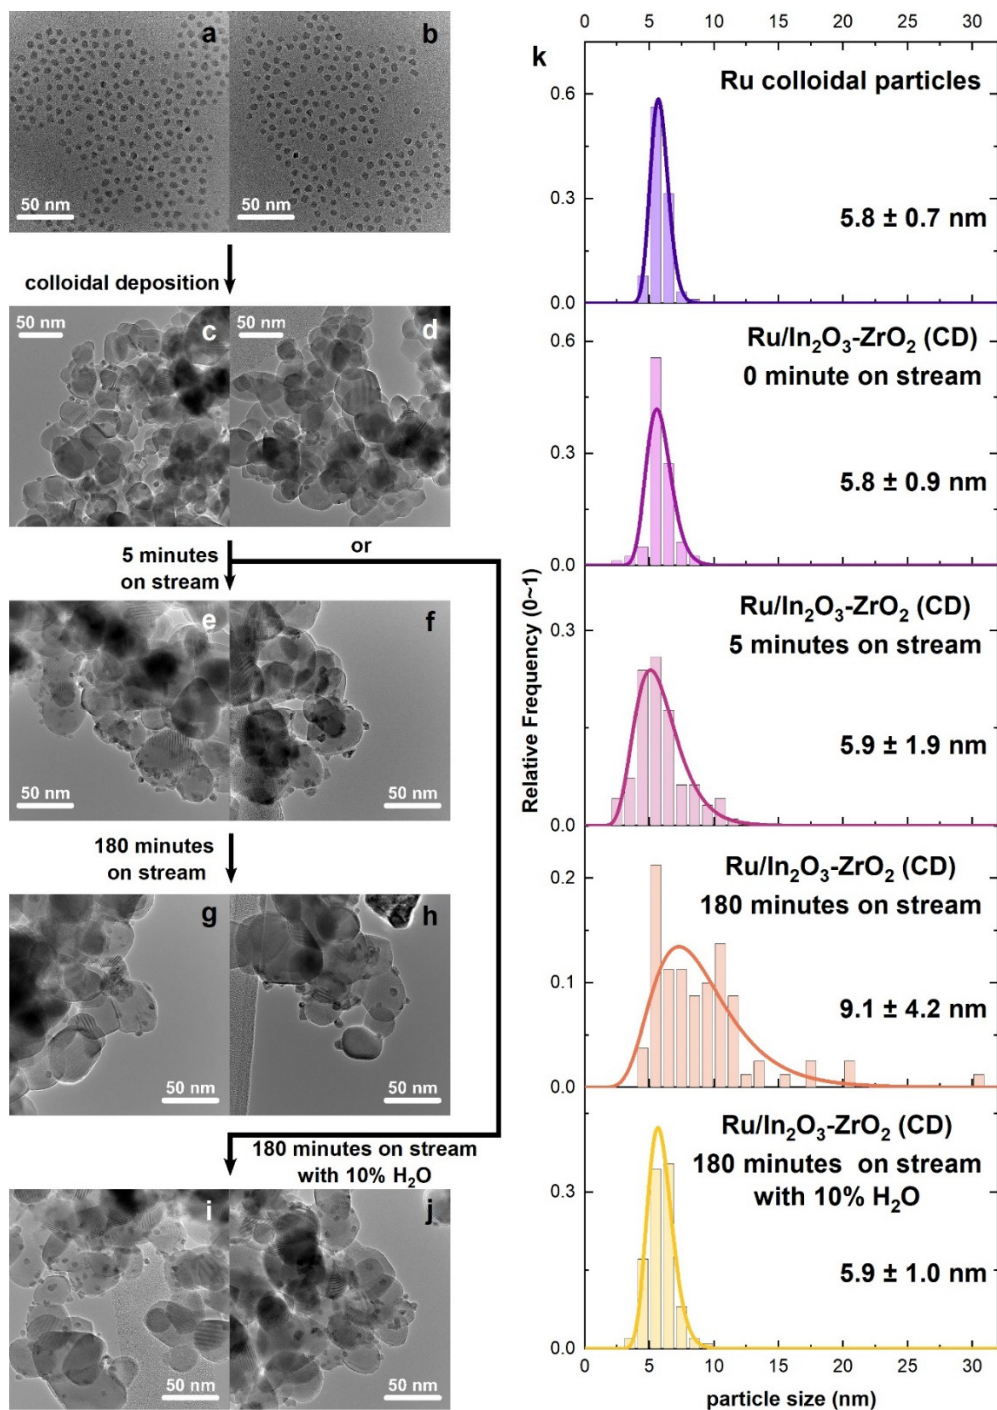 a
b
50 nm
50 nm
colloidal deposition
50 nm
c
50 nm
d
5 minutes
on stream
or
e
f
50 nm
50 nm
180 minutes
on stream
g
h
50 nm
50 nm
180 minutes on stream
with 10% H₂O
i
j
50 nm
50 nm
k
0 5 10 15 20 25 30
Ru colloidal particles
0.6
0.3
5.8 ± 0.7 nm
0.0
Ru/In₂O₃-ZrO₂ (CD)
0.6
0 minute on stream
0.3
5.8 ± 0.9 nm
0.0
Ru/In₂O₃-ZrO₂ (CD)
0.3
5 minutes on stream
5.9 ± 1.9 nm
0.0
Relative Frequency (0~1)
Ru/In₂O₃-ZrO₂ (CD)
0.2
180 minutes on stream
0.1
9.1 ± 4.2 nm
0.0
Ru/In₂O₃-ZrO₂ (CD)
180 minutes on stream
0.3
with 10% H₂O
5.9 ± 1.0 nm
0.0
0 5 10 15 20 25 30
particle size (nm)